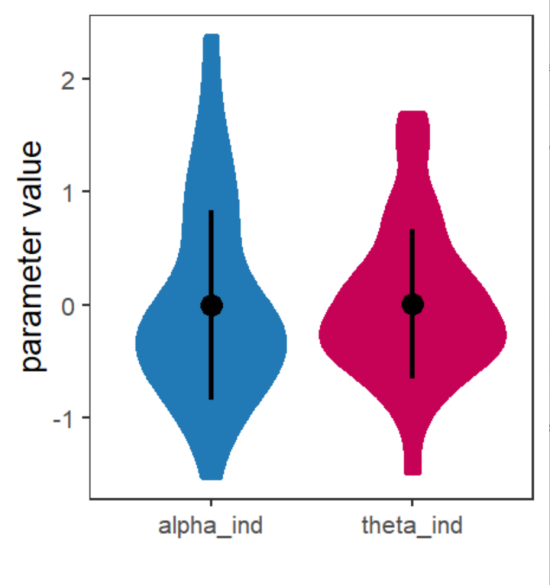 parameter value
2
1
0
-1
alpha_ind
theta_ind